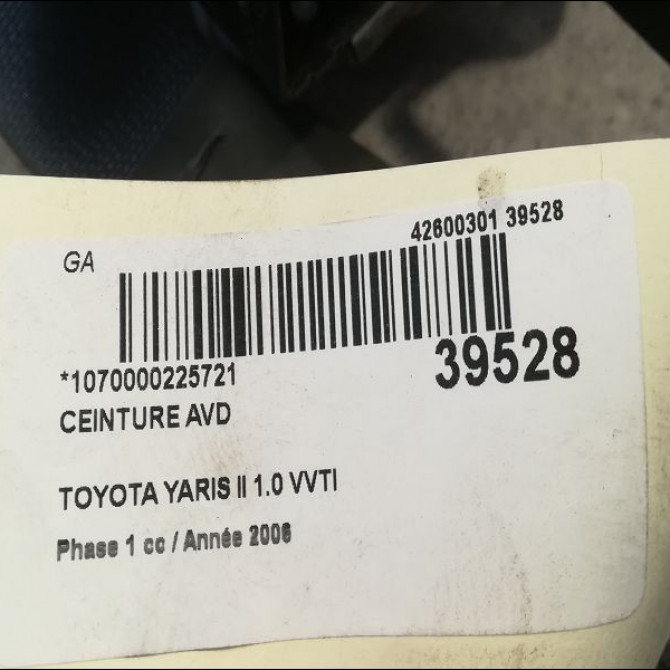 42600301 39528
GA
39528
*1070000225721
CEINTURE AVD
TOYOTA YARIS II 1.0 VVTI
Phase 1 cc / Année 2006